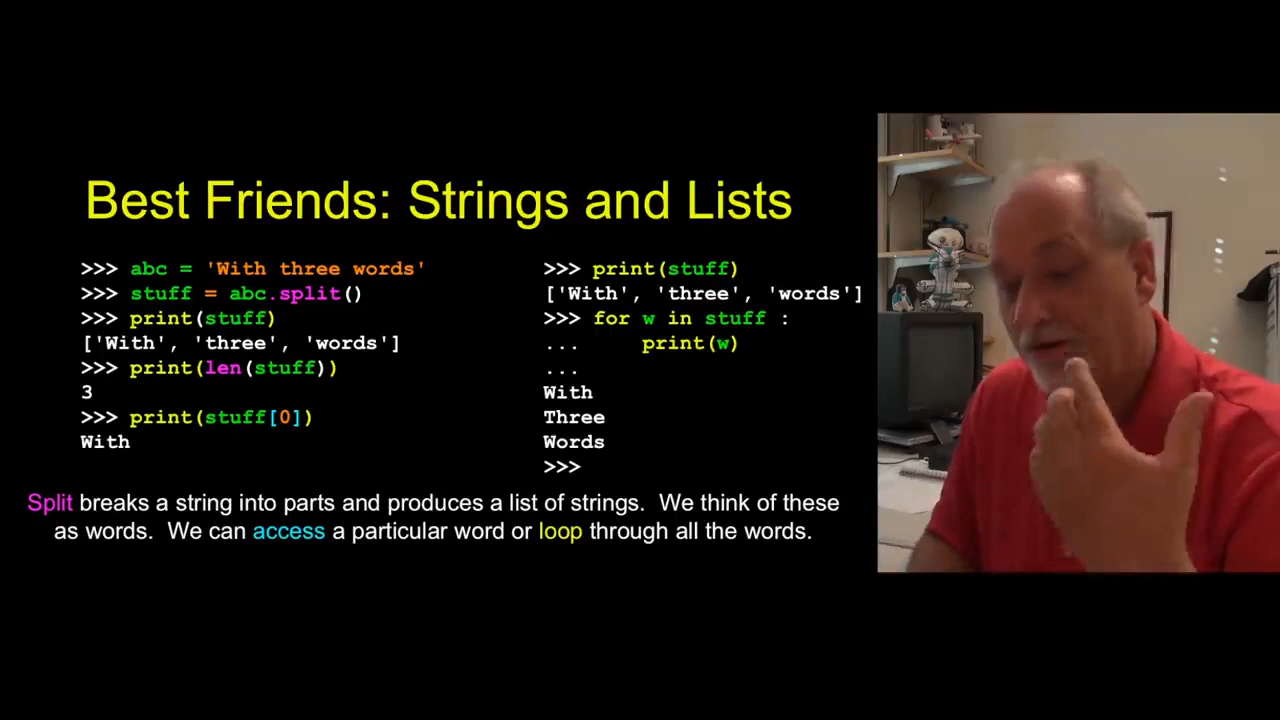 Best Friends: Strings and Lists
>>> abc = 'With three words'
>>> stuff = abc.split()
>>> print(stuff)
['With', 'three', 'words']
>>> print(len(stuff))
3
>>> print(stuff[0])
With
>>> print(stuff)
['With', 'three', 'words']
>>> for w in stuff :
...     print(w)
...
With
Three
Words
>>>
Split breaks a string into parts and produces a list of strings.  We think of these
as words.  We can access a particular word or loop through all the words.